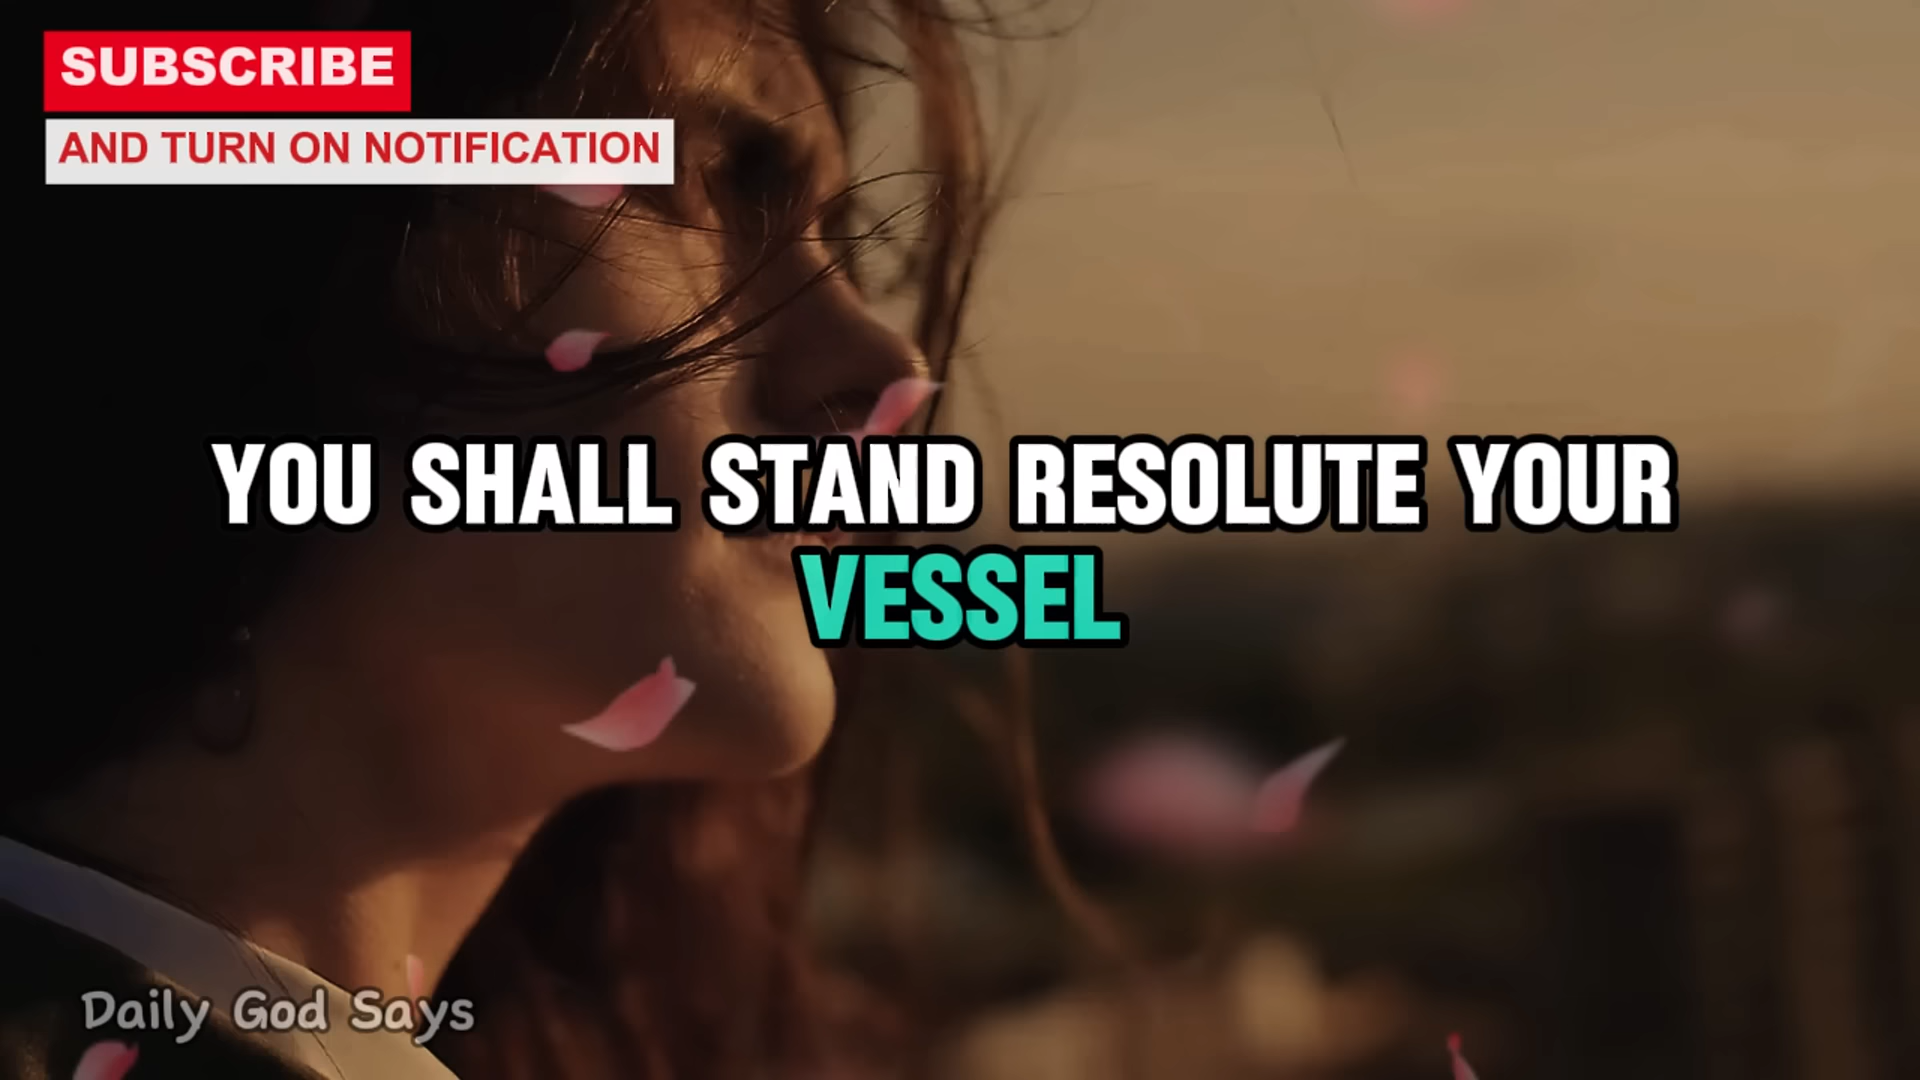 SUBSCRIBE
AND TURN ON NOTIFICATION
YOU SHALL STAND RESOLUTE YOUR
VESSEL
Daily God Says